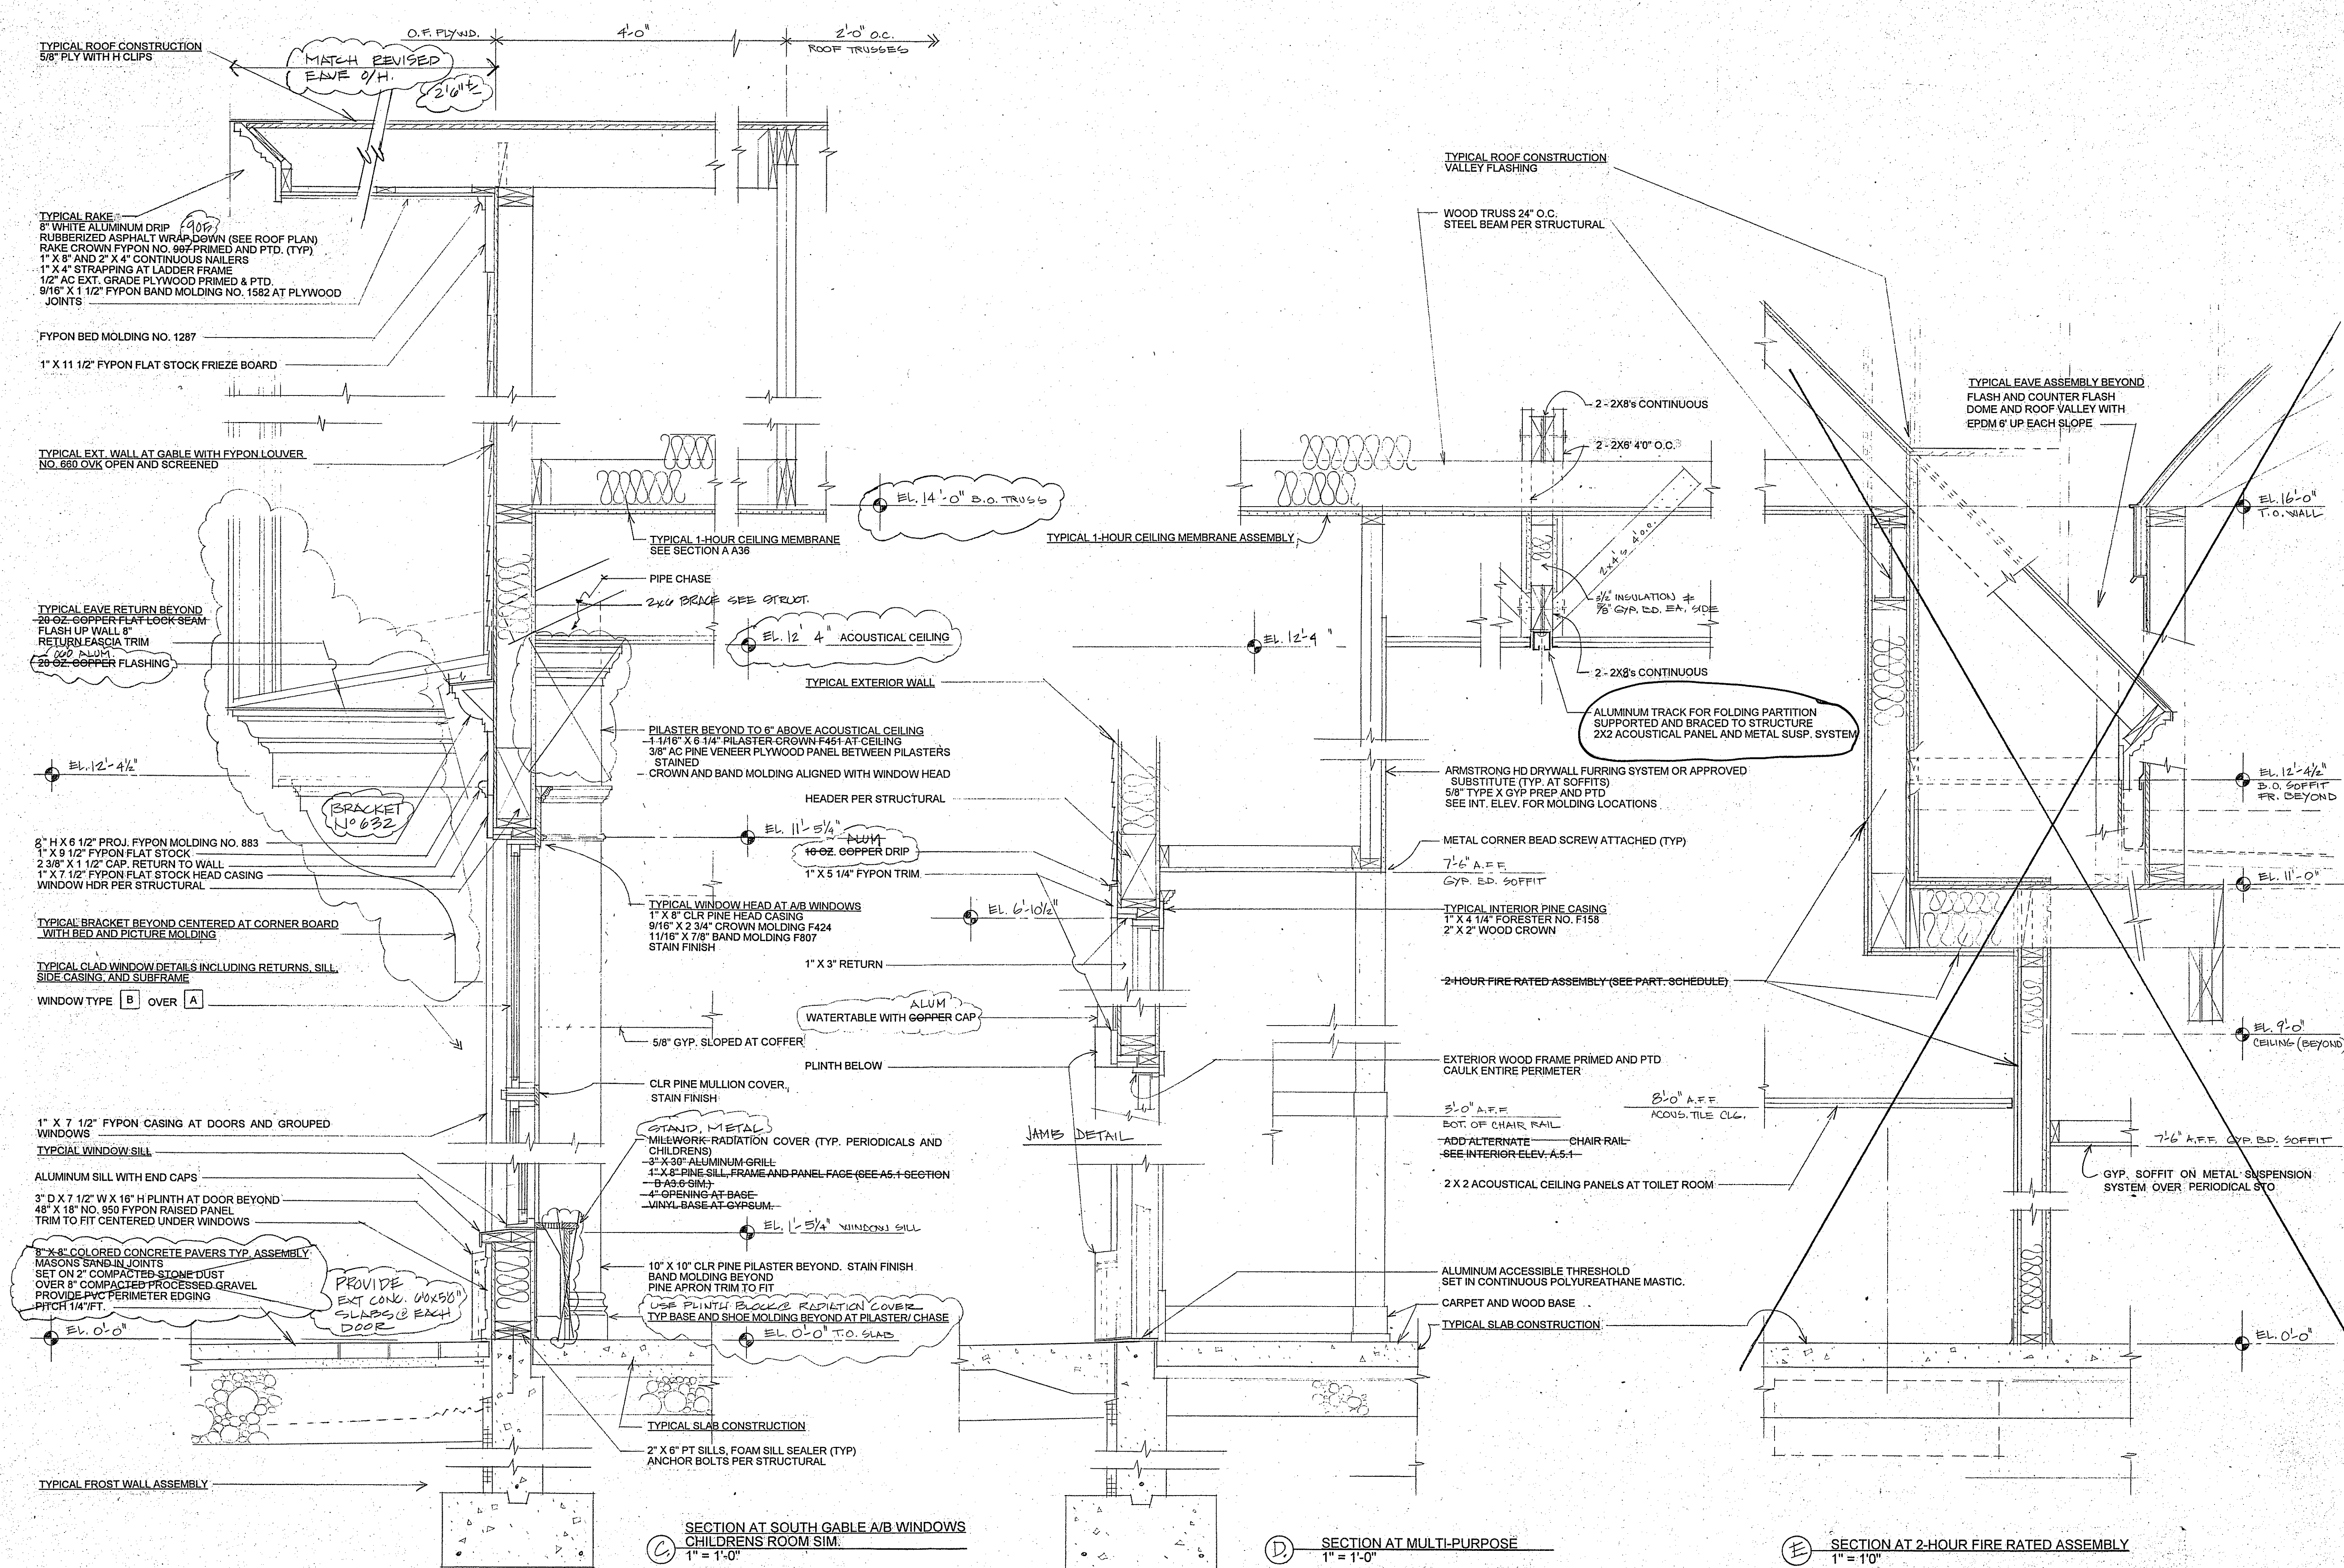 O.F. PLYWD.
4'-0"
2'-0" O.C.
ROOF TRUSSES
TYPICAL ROOF CONSTRUCTION
5/8" PLY WITH H CLIPS
MATCH REVISED
EAVE O/H.
2'6"±
TYPICAL RAKE
8" WHITE ALUMINUM DRIP
905
RUBBERIZED ASPHALT WRAP DOWN (SEE ROOF PLAN)
RAKE CROWN FYPON NO. 907 PRIMED AND PTD. (TYP)
1" X 8" AND 2" X 4" CONTINUOUS NAILERS
1" X 4" STRAPPING AT LADDER FRAME
1/2" AC EXT. GRADE PLYWOOD PRIMED & PTD.
9/16" X 1 1/2" FYPON BAND MOLDING NO. 1582 AT PLYWOOD
JOINTS
FYPON BED MOLDING NO. 1287
1" X 11 1/2" FYPON FLAT STOCK FRIEZE BOARD
TYPICAL EXT. WALL AT GABLE WITH FYPON LOUVER
NO. 660 OVK OPEN AND SCREENED
TYPICAL EAVE RETURN BEYOND
20 OZ. COPPER FLAT LOCK SEAM
FLASH UP WALL 8"
RETURN FASCIA TRIM
ALUM.
20 OZ. COPPER FLASHING
EL. 12'-4½"
BRACKET
Nº 632
8" H X 6 1/2" PROJ. FYPON MOLDING NO. 883
1" X 9 1/2" FYPON FLAT STOCK
2 3/8" X 1 1/2" CAP. RETURN TO WALL
1" X 7 1/2" FYPON FLAT STOCK HEAD CASING
WINDOW HDR PER STRUCTURAL
TYPICAL BRACKET BEYOND CENTERED AT CORNER BOARD
WITH BED AND PICTURE MOLDING
TYPICAL CLAD WINDOW DETAILS INCLUDING RETURNS, SILL,
SIDE CASING, AND SUBFRAME
WINDOW TYPE B OVER A
1" X 7 1/2" FYPON CASING AT DOORS AND GROUPED
WINDOWS
TYPCIAL WINDOW SILL
ALUMINUM SILL WITH END CAPS
3" D X 7 1/2" W X 16" H PLINTH AT DOOR BEYOND
48" X 18" NO. 950 FYPON RAISED PANEL
TRIM TO FIT CENTERED UNDER WINDOWS
8" X 8" COLORED CONCRETE PAVERS TYP. ASSEMBLY
MASONS SAND IN JOINTS
SET ON 2" COMPACTED STONE DUST
OVER 8" COMPACTED PROCESSED GRAVEL
PROVIDE PVC PERIMETER EDGING
PITCH 1/4"/FT.
PROVIDE
EXT CONC. 6'0X5'0"
SLABS @ EACH
DOOR
EL. 0'-0"
TYPICAL FROST WALL ASSEMBLY
EL. 14'-0" B.O. TRUSS
TYPICAL 1-HOUR CEILING MEMBRANE
SEE SECTION A A36
PIPE CHASE
2x6 BRACE SEE STRUCT.
EL. 12' 4" ACOUSTICAL CEILING
TYPICAL EXTERIOR WALL
PILASTER BEYOND TO 6" ABOVE ACOUSTICAL CEILING
1 1/16" X 6 1/4" PILASTER CROWN F451 AT CEILING
3/8" AC PINE VENEER PLYWOOD PANEL BETWEEN PILASTERS
STAINED
CROWN AND BAND MOLDING ALIGNED WITH WINDOW HEAD
HEADER PER STRUCTURAL
EL. 11'-5¼"
ALUM
16 OZ. COPPER DRIP
1" X 5 1/4" FYPON TRIM
TYPICAL WINDOW HEAD AT A/B WINDOWS
1" X 8" CLR PINE HEAD CASING
9/16" X 2 3/4" CROWN MOLDING F424
11/16" X 7/8" BAND MOLDING F807
STAIN FINISH
EL. 6'-10½"
1" X 3" RETURN
ALUM
WATERTABLE WITH COPPER CAP
5/8" GYP. SLOPED AT COFFER
PLINTH BELOW
CLR PINE MULLION COVER,
STAIN FINISH
STAND, METAL
MILLWORK RADIATION COVER (TYP. PERIODICALS AND
CHILDRENS)
3" X 30" ALUMINUM GRILL
1" X 8" PINE SILL, FRAME AND PANEL FACE (SEE A5.1 SECTION
B A3.6 SIM.)
4" OPENING AT BASE
VINYL BASE AT GYPSUM.
JAMB DETAIL
EL. 1'-5¼" WINDOW SILL
10" X 10" CLR PINE PILASTER BEYOND. STAIN FINISH
BAND MOLDING BEYOND
PINE APRON TRIM TO FIT
USE PLINTH BLOCK @ RADIATION COVER
TYP BASE AND SHOE MOLDING BEYOND AT PILASTER/ CHASE
EL. 0'-0" T.O. SLAB
TYPICAL SLAB CONSTRUCTION
2" X 6" PT SILLS, FOAM SILL SEALER (TYP)
ANCHOR BOLTS PER STRUCTURAL
C. SECTION AT SOUTH GABLE A/B WINDOWS
CHILDRENS ROOM SIM.
1" = 1'-0"
TYPICAL ROOF CONSTRUCTION
VALLEY FLASHING
WOOD TRUSS 24" O.C.
STEEL BEAM PER STRUCTURAL
2 - 2X8's CONTINUOUS
2 - 2X6' 4'0" O.C.
TYPICAL 1-HOUR CEILING MEMBRANE ASSEMBLY
2x4's 4' o.c.
3½" INSULATION &
5/8" GYP. BD. EA. SIDE
EL. 12'-4"
2 - 2X8's CONTINUOUS
ALUMINUM TRACK FOR FOLDING PARTITION
SUPPORTED AND BRACED TO STRUCTURE
2X2 ACOUSTICAL PANEL AND METAL SUSP. SYSTEM
ARMSTRONG HD DRYWALL FURRING SYSTEM OR APPROVED
SUBSTITUTE (TYP. AT SOFFITS)
5/8" TYPE X GYP PREP AND PTD
SEE INT. ELEV. FOR MOLDING LOCATIONS
METAL CORNER BEAD SCREW ATTACHED (TYP)
7'-6" A.F.F.
GYP. BD. SOFFIT
TYPICAL INTERIOR PINE CASING
1" X 4 1/4" FORESTER NO. F158
2" X 2" WOOD CROWN
2-HOUR FIRE RATED ASSEMBLY (SEE PART. SCHEDULE)
EXTERIOR WOOD FRAME PRIMED AND PTD
CAULK ENTIRE PERIMETER
3'-0" A.F.F.
BOT. OF CHAIR RAIL
ADD ALTERNATE CHAIR RAIL
SEE INTERIOR ELEV. A.5.1
2 X 2 ACOUSTICAL CEILING PANELS AT TOILET ROOM
ALUMINUM ACCESSIBLE THRESHOLD
SET IN CONTINUOUS POLYURETHANE MASTIC.
CARPET AND WOOD BASE
TYPICAL SLAB CONSTRUCTION
D. SECTION AT MULTI-PURPOSE
1" = 1'-0"
TYPICAL EAVE ASSEMBLY BEYOND
FLASH AND COUNTER FLASH
DOME AND ROOF VALLEY WITH
EPDM 6' UP EACH SLOPE
EL. 16'-0"
T.O. WALL
EL. 12'-4½"
B.O. SOFFIT
FR. BEYOND
EL. 11'-0"
EL. 9'-0"
CEILING (BEYOND)
8'-0" A.F.F.
ACOUS. TILE CLG.
7'-6" A.F.F. GYP. BD. SOFFIT
GYP. SOFFIT ON METAL SUSPENSION
SYSTEM OVER PERIODICAL STO
EL. 0'-0"
E SECTION AT 2-HOUR FIRE RATED ASSEMBLY
1" = 1'0"